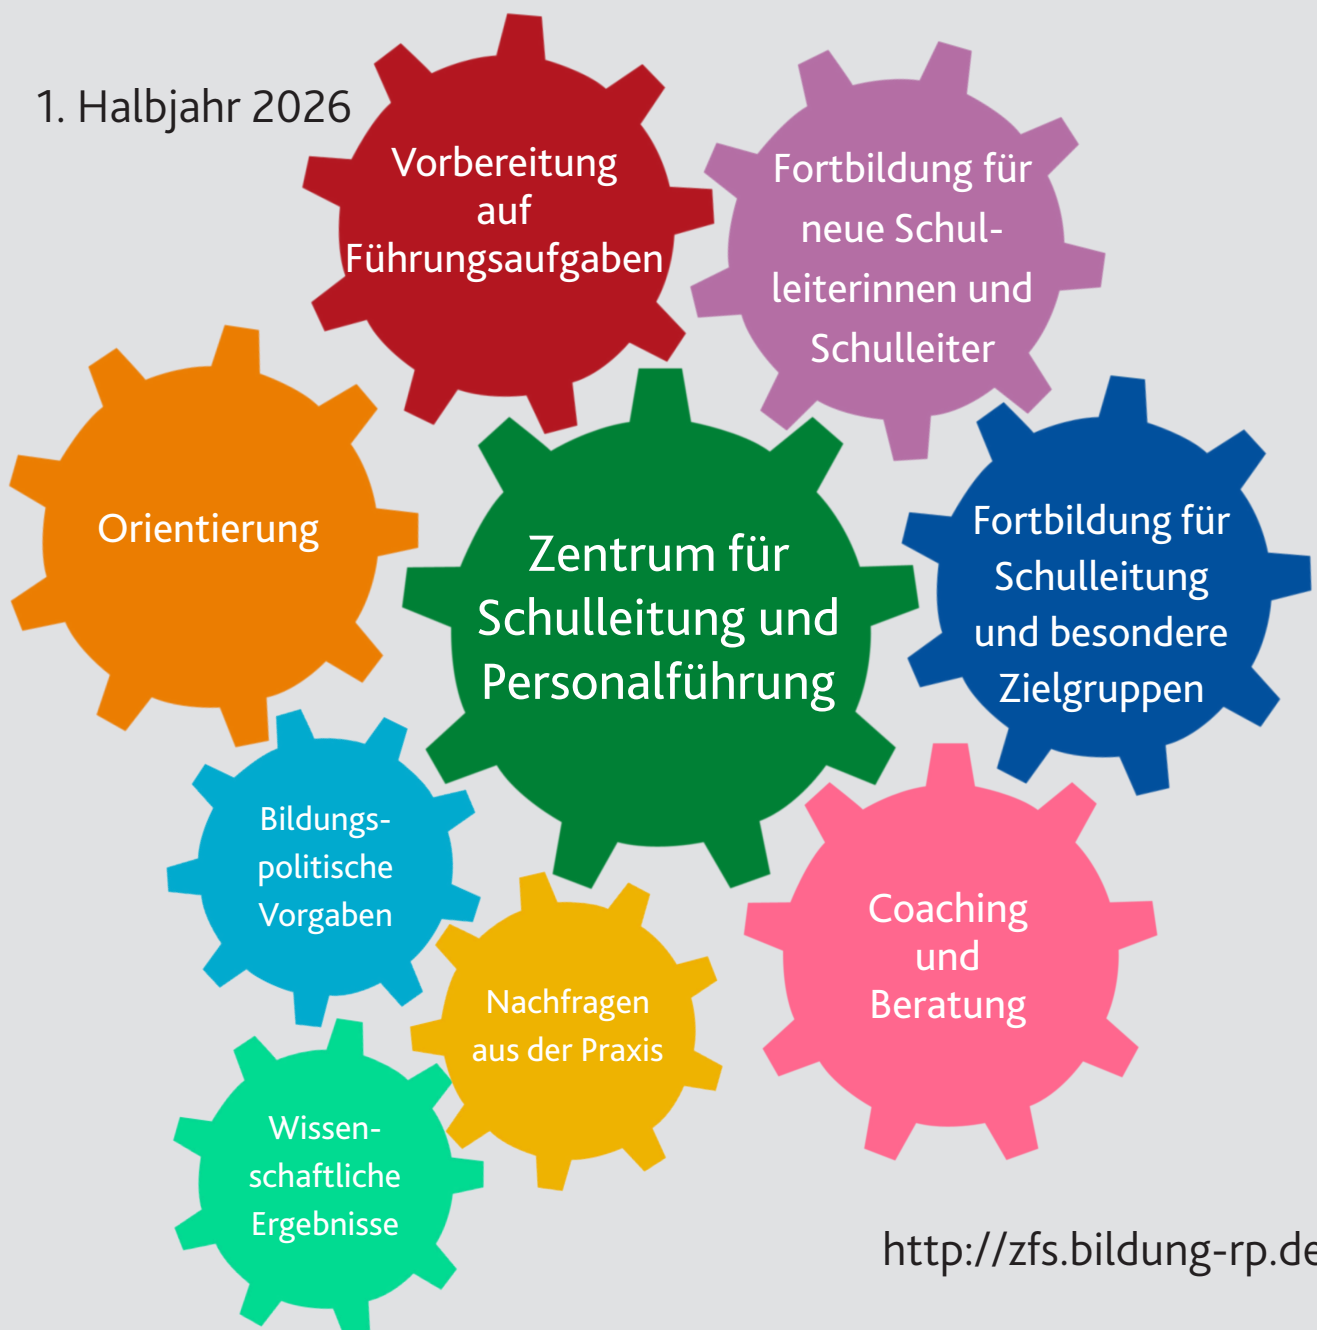 1. Halbjahr 2026
Vorbereitung
auf
Führungsaufgaben
Fortbildung für
neue Schul-
leiterinnen und
Schulleiter
Orientierung
Zentrum für
Schulleitung und
Personalführung
Fortbildung für
Schulleitung
und besondere
Zielgruppen
Bildungs-
politische
Vorgaben
Nachfragen
aus der Praxis
Coaching
und
Beratung
Wissen-
schaftliche
Ergebnisse
http://zfs.bildung-rp.de